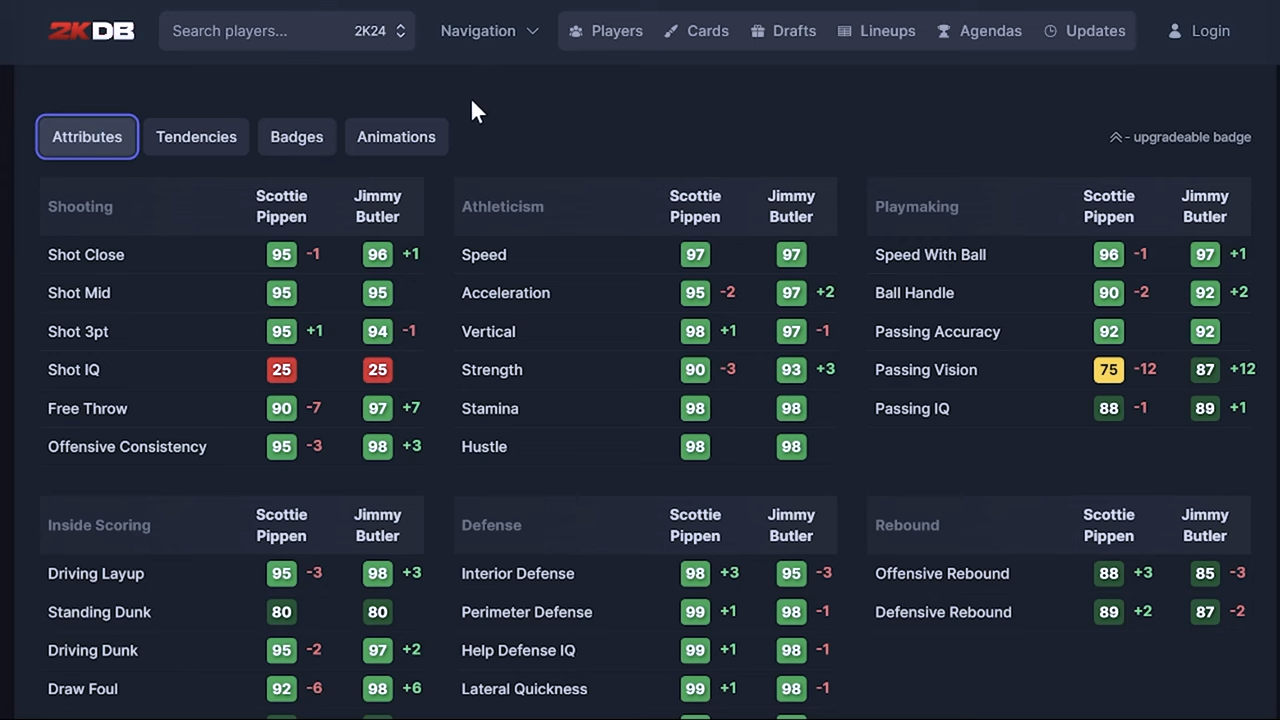 2KDB Search players... 2K24 Navigation Players Cards Drafts Lineups Agendas Updates Login
Attributes Tendencies Badges Animations - upgradeable badge
Shooting Scottie Pippen Jimmy Butler
Shot Close 95 -1 96 +1
Shot Mid 95 95
Shot 3pt 95 +1 94 -1
Shot IQ 25 25
Free Throw 90 -7 97 +7
Offensive Consistency 95 -3 98 +3
Athleticism Scottie Pippen Jimmy Butler
Speed 97 97
Acceleration 95 -2 97 +2
Vertical 98 +1 97 -1
Strength 90 -3 93 +3
Stamina 98 98
Hustle 98 98
Playmaking Scottie Pippen Jimmy Butler
Speed With Ball 96 -1 97 +1
Ball Handle 90 -2 92 +2
Passing Accuracy 92 92
Passing Vision 75 -12 87 +12
Passing IQ 88 -1 89 +1
Inside Scoring Scottie Pippen Jimmy Butler
Driving Layup 95 -3 98 +3
Standing Dunk 80 80
Driving Dunk 95 -2 97 +2
Draw Foul 92 -6 98 +6
Defense Scottie Pippen Jimmy Butler
Interior Defense 98 +3 95 -3
Perimeter Defense 99 +1 98 -1
Help Defense IQ 99 +1 98 -1
Lateral Quickness 99 +1 98 -1
Rebound Scottie Pippen Jimmy Butler
Offensive Rebound 88 +3 85 -3
Defensive Rebound 89 +2 87 -2